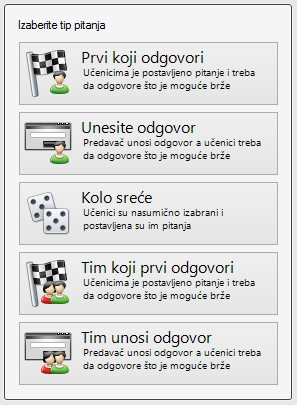 Izaberite tip pitanja
Prvi koji odgovori
Učenicima je postavljeno pitanje i treba
da odgovore što je moguće brže
Unesite odgovor
Predavač unosi odgovor a učenici treba
da odgovore što je moguće brže
Kolo sreće
Učenici su nasumično izabrani i
postavljena su im pitanja
Tim koji prvi odgovori
Učenicima je postavljeno pitanje i treba
da odgovore što je moguće brže
Tim unosi odgovor
Predavač unosi odgovor a učenici treba
da odgovore što je moguće brže